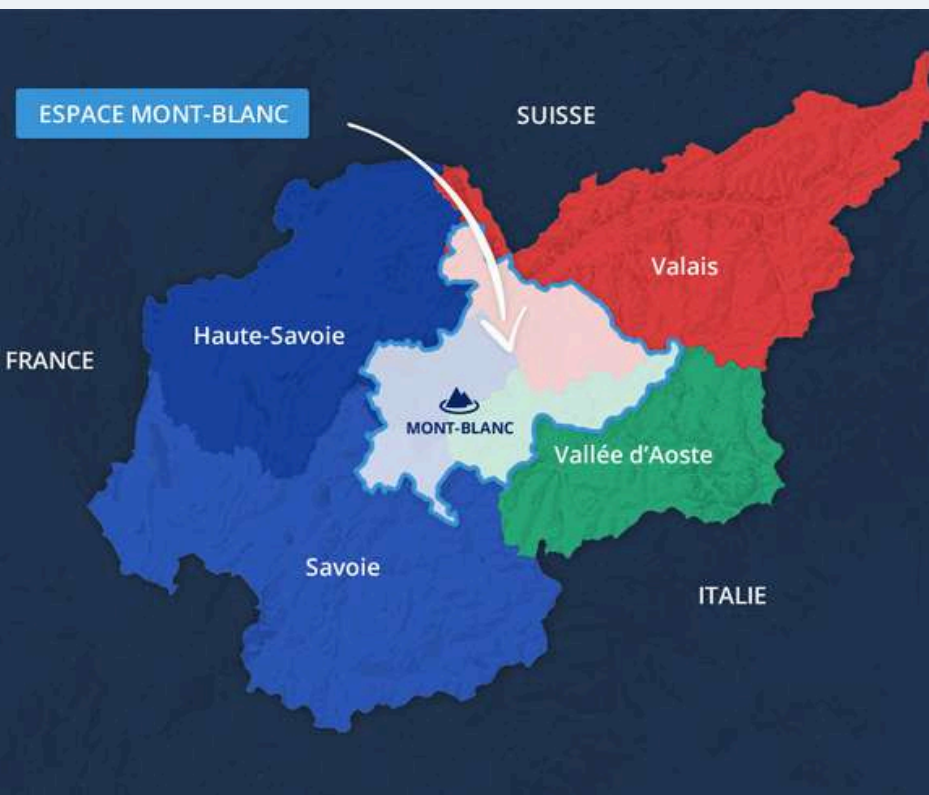 ESPACE MONT-BLANC
SUISSE
Valais
Haute-Savoie
FRANCE
MONT-BLANC
Vallée d'Aoste
Savoie
ITALIE